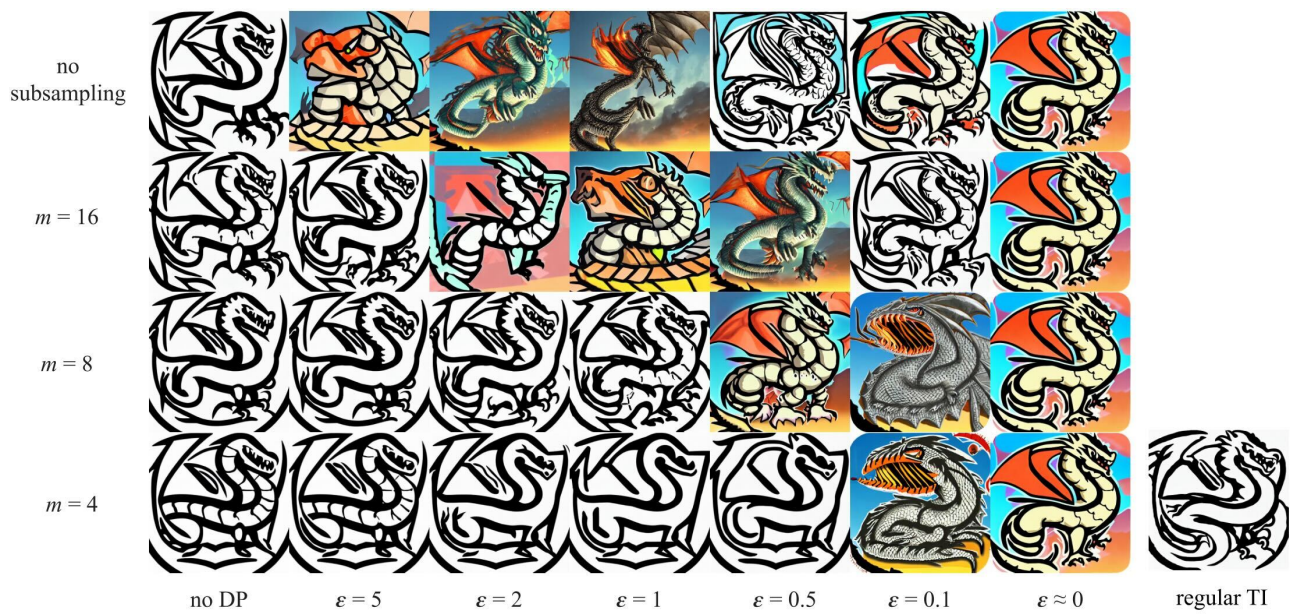 no
subsampling
m = 16
m = 8
m = 4
no DP
ε = 5
ε = 2
ε = 1
ε = 0.5
ε = 0.1
ε ≈ 0
regular TI